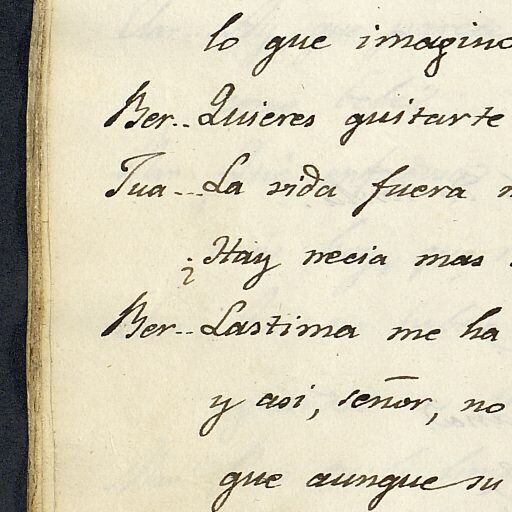 lo que imagino
Ber.. Quieres quitarte
Tua... La vida fuera
¿Hay necia mas
Ber... Lastima me ha
y asi, señor, no
que aunque su